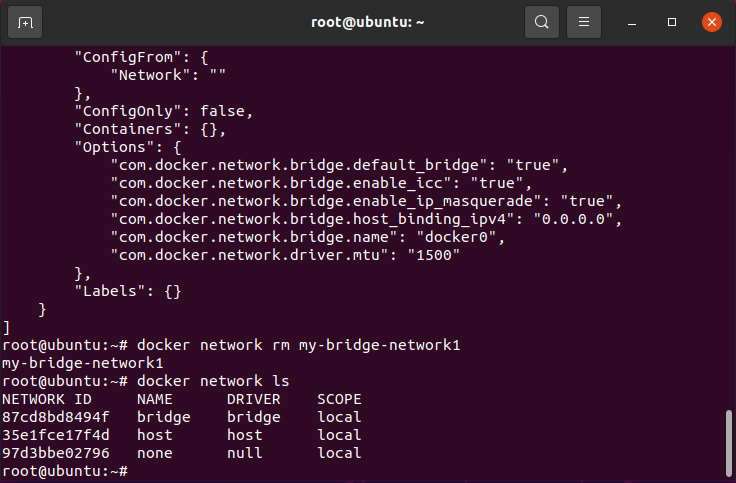 root@ubuntu: ~
        "ConfigFrom": {
            "Network": ""
        },
        "ConfigOnly": false,
        "Containers": {},
        "Options": {
            "com.docker.network.bridge.default_bridge": "true",
            "com.docker.network.bridge.enable_icc": "true",
            "com.docker.network.bridge.enable_ip_masquerade": "true",
            "com.docker.network.bridge.host_binding_ipv4": "0.0.0.0",
            "com.docker.network.bridge.name": "docker0",
            "com.docker.network.driver.mtu": "1500"
        },
        "Labels": {}
    }
]
root@ubuntu:~# docker network rm my-bridge-network1
my-bridge-network1
root@ubuntu:~# docker network ls
NETWORK ID     NAME      DRIVER    SCOPE
87cd8bd8494f   bridge    bridge    local
35e1fce17f4d   host      host      local
97d3bbe02796   none      null      local
root@ubuntu:~#